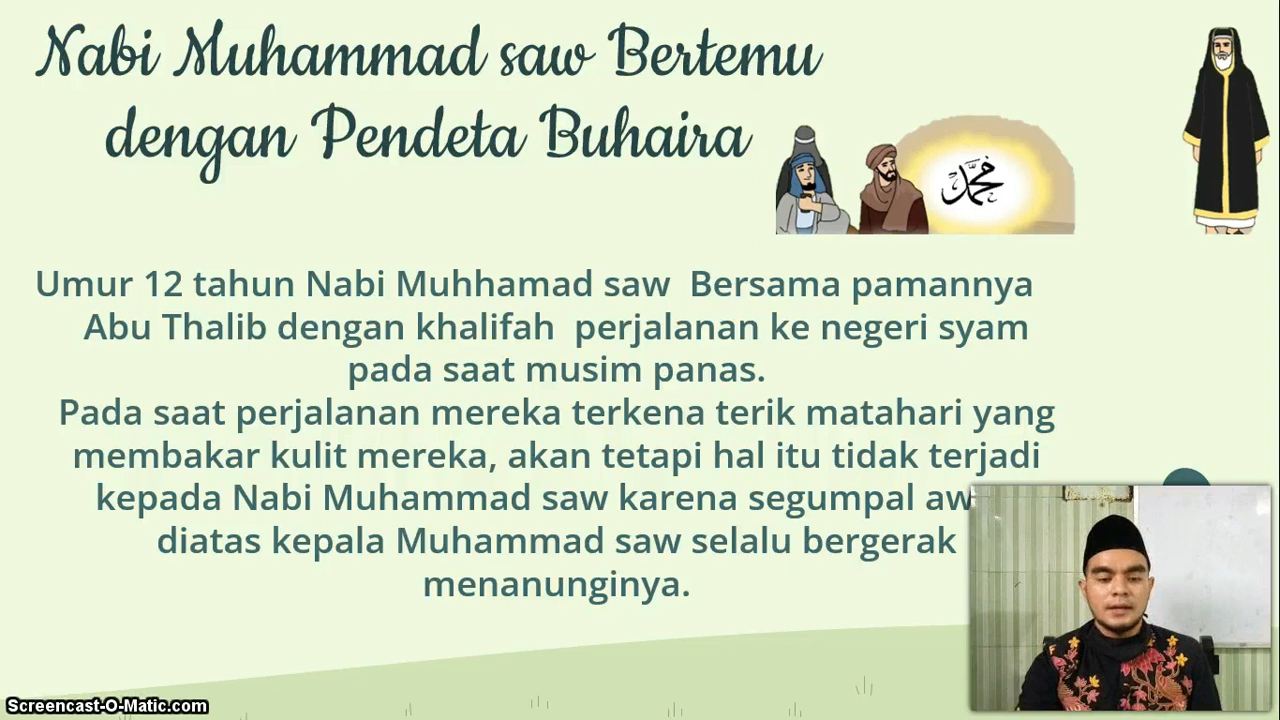 Nabi Muhammad saw Bertemu
dengan Pendeta Buhaira
محمد
Umur 12 tahun Nabi Muhhamad saw Bersama pamannya
Abu Thalib dengan khalifah perjalanan ke negeri syam
pada saat musim panas.
Pada saat perjalanan mereka terkena terik matahari yang
membakar kulit mereka, akan tetapi hal itu tidak terjadi
kepada Nabi Muhammad saw karena segumpal aw
diatas kepala Muhammad saw selalu bergerak
menanunginya.
Screencast-O-Matic.com